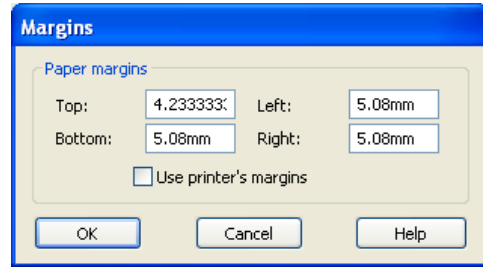 Margins
Paper margins
Top: 4.233333 Left: 5.08mm
Bottom: 5.08mm Right: 5.08mm
Use printer's margins
OK Cancel Help